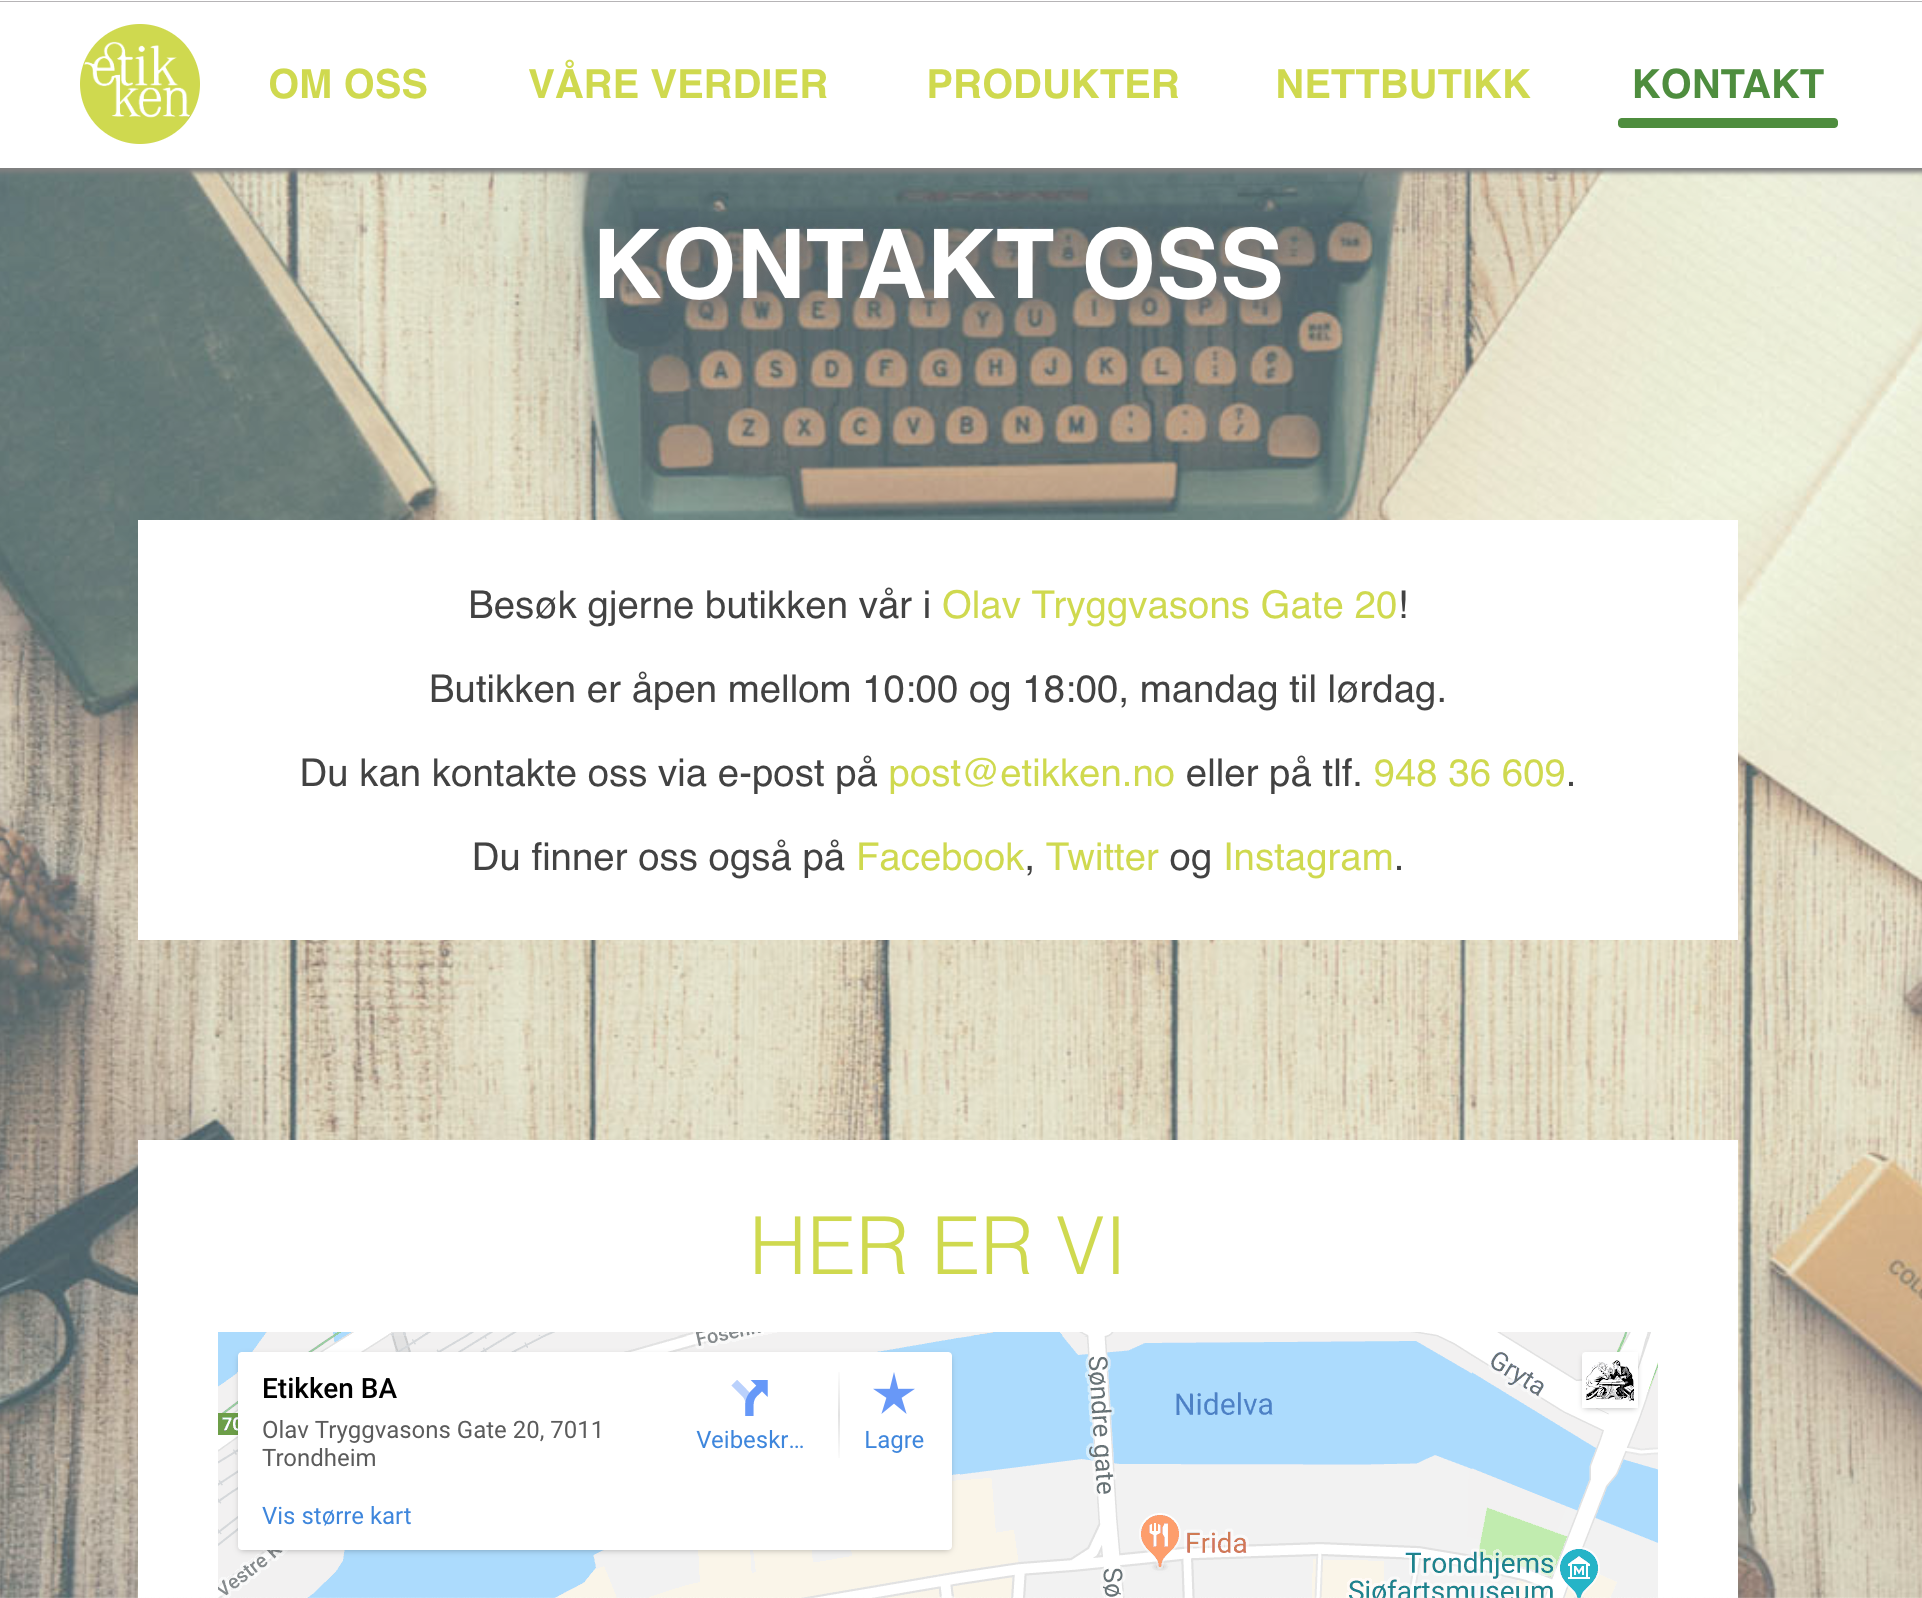 etik
ken
OM OSS
VÅRE VERDIER
PRODUKTER
NETTBUTIKK
KONTAKT
KONTAKT OSS
Q W E R T Y U I O P
A S D F G H J K L
Z X C V B N M
Besøk gjerne butikken vår i Olav Tryggvasons Gate 20!
Butikken er åpen mellom 10:00 og 18:00, mandag til lørdag.
Du kan kontakte oss via e-post på post@etikken.no eller på tlf. 948 36 609.
Du finner oss også på Facebook, Twitter og Instagram.
HER ER VI
Etikken BA
Olav Tryggvasons Gate 20, 7011
Trondheim
Veibeskr...
Lagre
Vis større kart
70
Søndre gate
Nidelva
Gryta
Frida
Trondhjems
Sjøfartsmuseum
Vestre